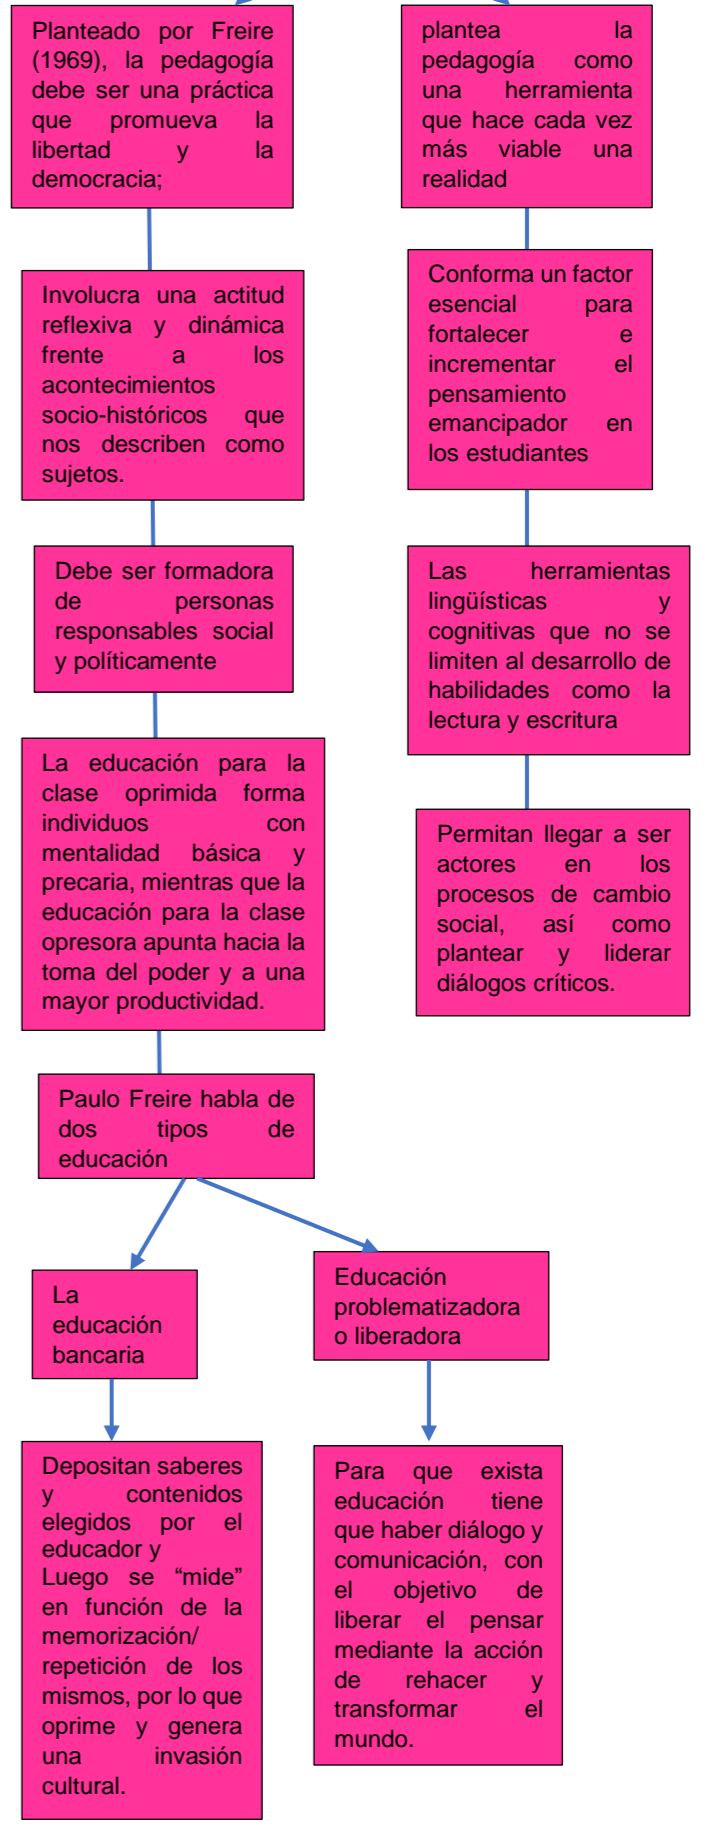 Planteado por Freire
(1969), la pedagogía
debe ser una práctica
que promueva la
libertad y la
democracia;
plantea la
pedagogía como
una herramienta
que hace cada vez
más viable una
realidad
Involucra una actitud
reflexiva y dinámica
frente a los
acontecimientos
socio-históricos que
nos describen como
sujetos.
Conforma un factor
esencial para
fortalecer e
incrementar el
pensamiento
emancipador en
los estudiantes
Debe ser formadora
de personas
responsables social
y políticamente
Las herramientas
lingüísticas y
cognitivas que no se
limiten al desarrollo de
habilidades como la
lectura y escritura
La educación para la
clase oprimida forma
individuos con
mentalidad básica y
precaria, mientras que la
educación para la clase
opresora apunta hacia la
toma del poder y a una
mayor productividad.
Permitan llegar a ser
actores en los
procesos de cambio
social, así como
plantear y liderar
diálogos críticos.
Paulo Freire habla de
dos tipos de
educación
La
educación
bancaria
Educación
problematizadora
o liberadora
Depositan saberes
y contenidos
elegidos por el
educador y
Luego se “mide”
en función de la
memorización/
repetición de los
mismos, por lo que
oprime y genera
una invasión
cultural.
Para que exista
educación tiene
que haber diálogo y
comunicación, con
el objetivo de
liberar el pensar
mediante la acción
de rehacer y
transformar el
mundo.